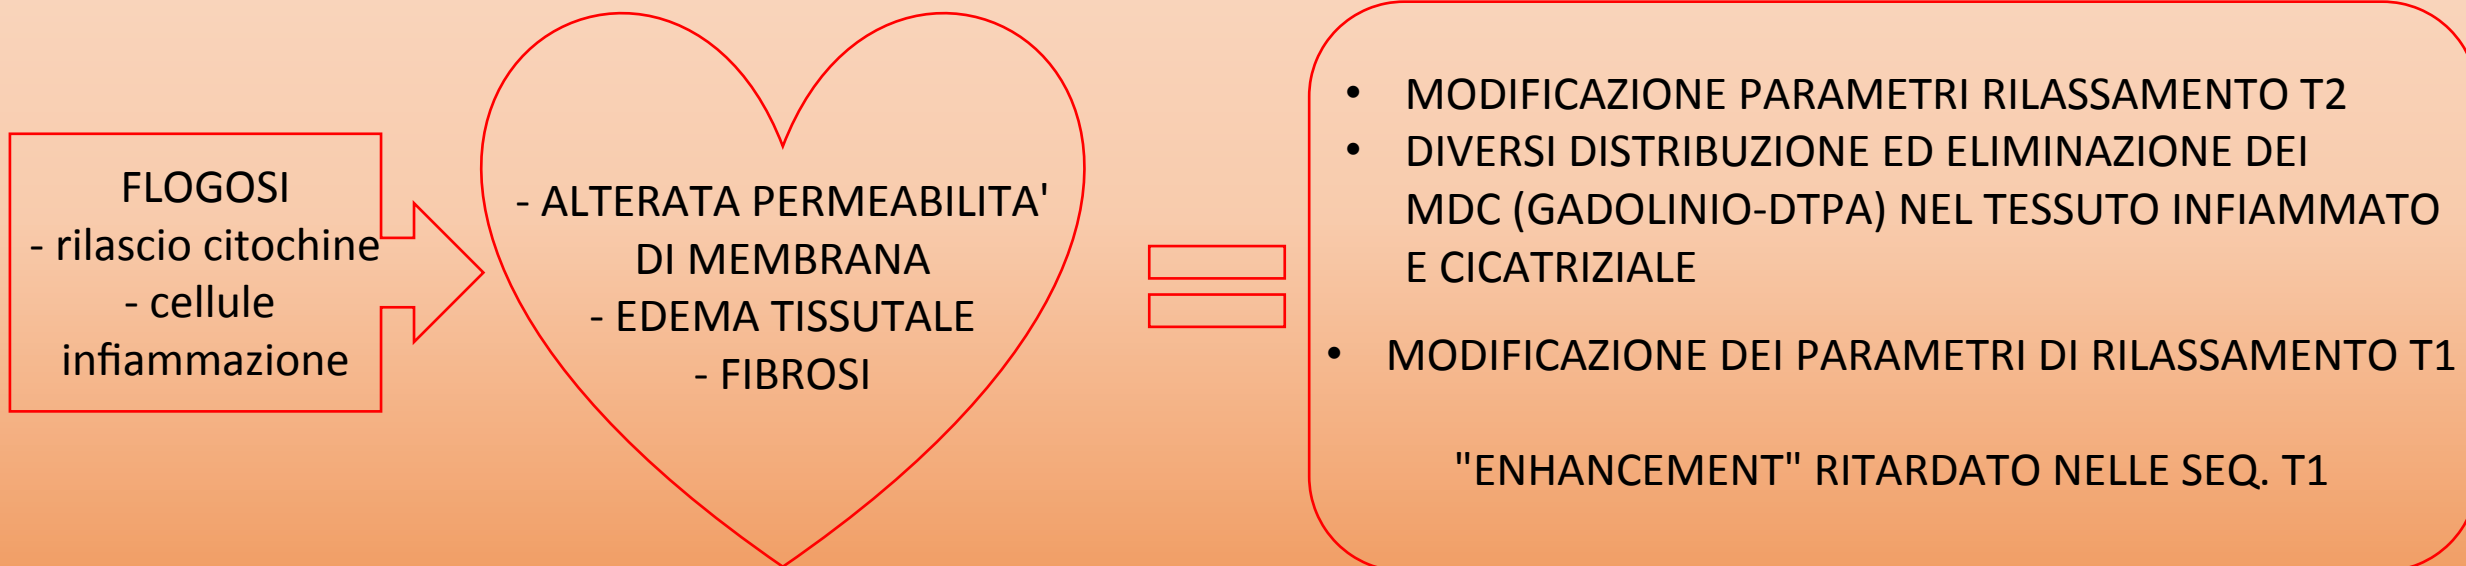 FLOGOSI
- rilascio citochine
- cellule
infiammazione
- ALTERATA PERMEABILITA'
DI MEMBRANA
- EDEMA TISSUTALE
- FIBROSI
• MODIFICAZIONE PARAMETRI RILASSAMENTO T2
• DIVERSI DISTRIBUZIONE ED ELIMINAZIONE DEI
MDC (GADOLINIO-DTPA) NEL TESSUTO INFIAMMATO
E CICATRIZIALE
• MODIFICAZIONE DEI PARAMETRI DI RILASSAMENTO T1
"ENHANCEMENT" RITARDATO NELLE SEQ. T1